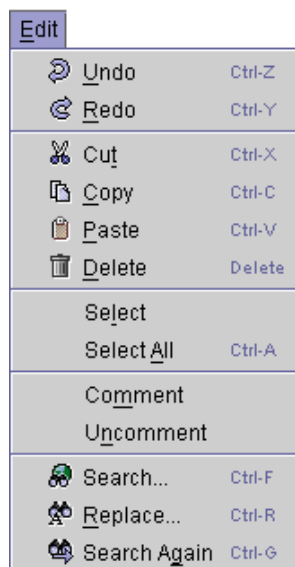 Edit
Undo Ctrl-Z
Redo Ctrl-Y
Cut Ctrl-X
Copy Ctrl-C
Paste Ctrl-V
Delete Delete
Select
Select All Ctrl-A
Comment
Uncomment
Search... Ctrl-F
Replace... Ctrl-R
Search Again Ctrl-G